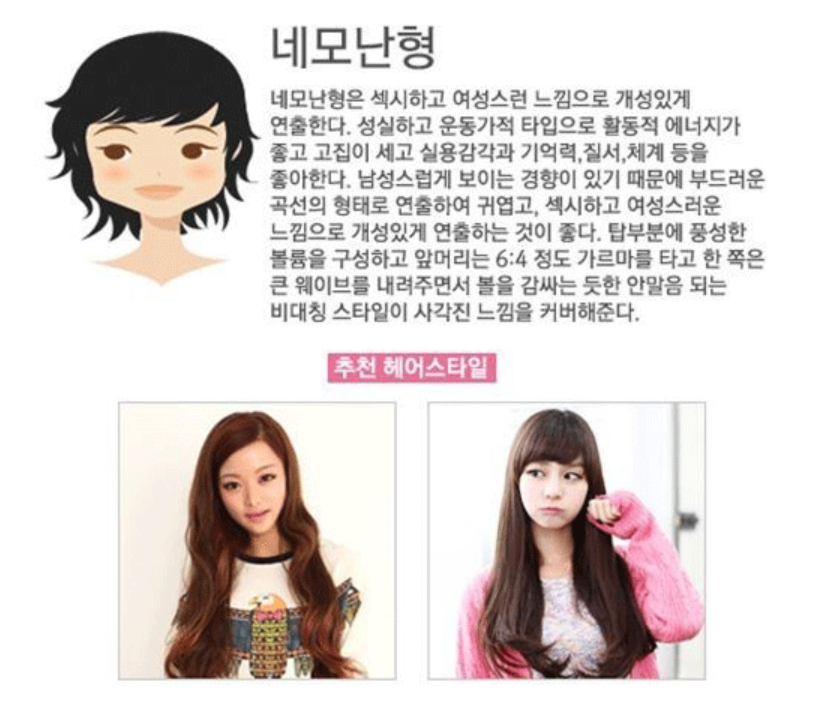 네모난형
네모난형은 섹시하고 여성스런 느낌으로 개성있게
연출한다. 성실하고 운동가적 타입으로 활동적 에너지가
좋고 고집이 세고 실용감각과 기억력,질서,체계 등을
좋아한다. 남성스럽게 보이는 경향이 있기 때문에 부드러운
곡선의 형태로 연출하여 귀엽고, 섹시하고 여성스러운
느낌으로 개성있게 연출하는 것이 좋다. 탑부분에 풍성한
볼륨을 구성하고 앞머리는 6:4 정도 가르마를 타고 한 쪽은
큰 웨이브를 내려주면서 볼을 감싸는 듯한 안말음 되는
비대칭 스타일이 사각진 느낌을 커버해준다.
추천 헤어스타일